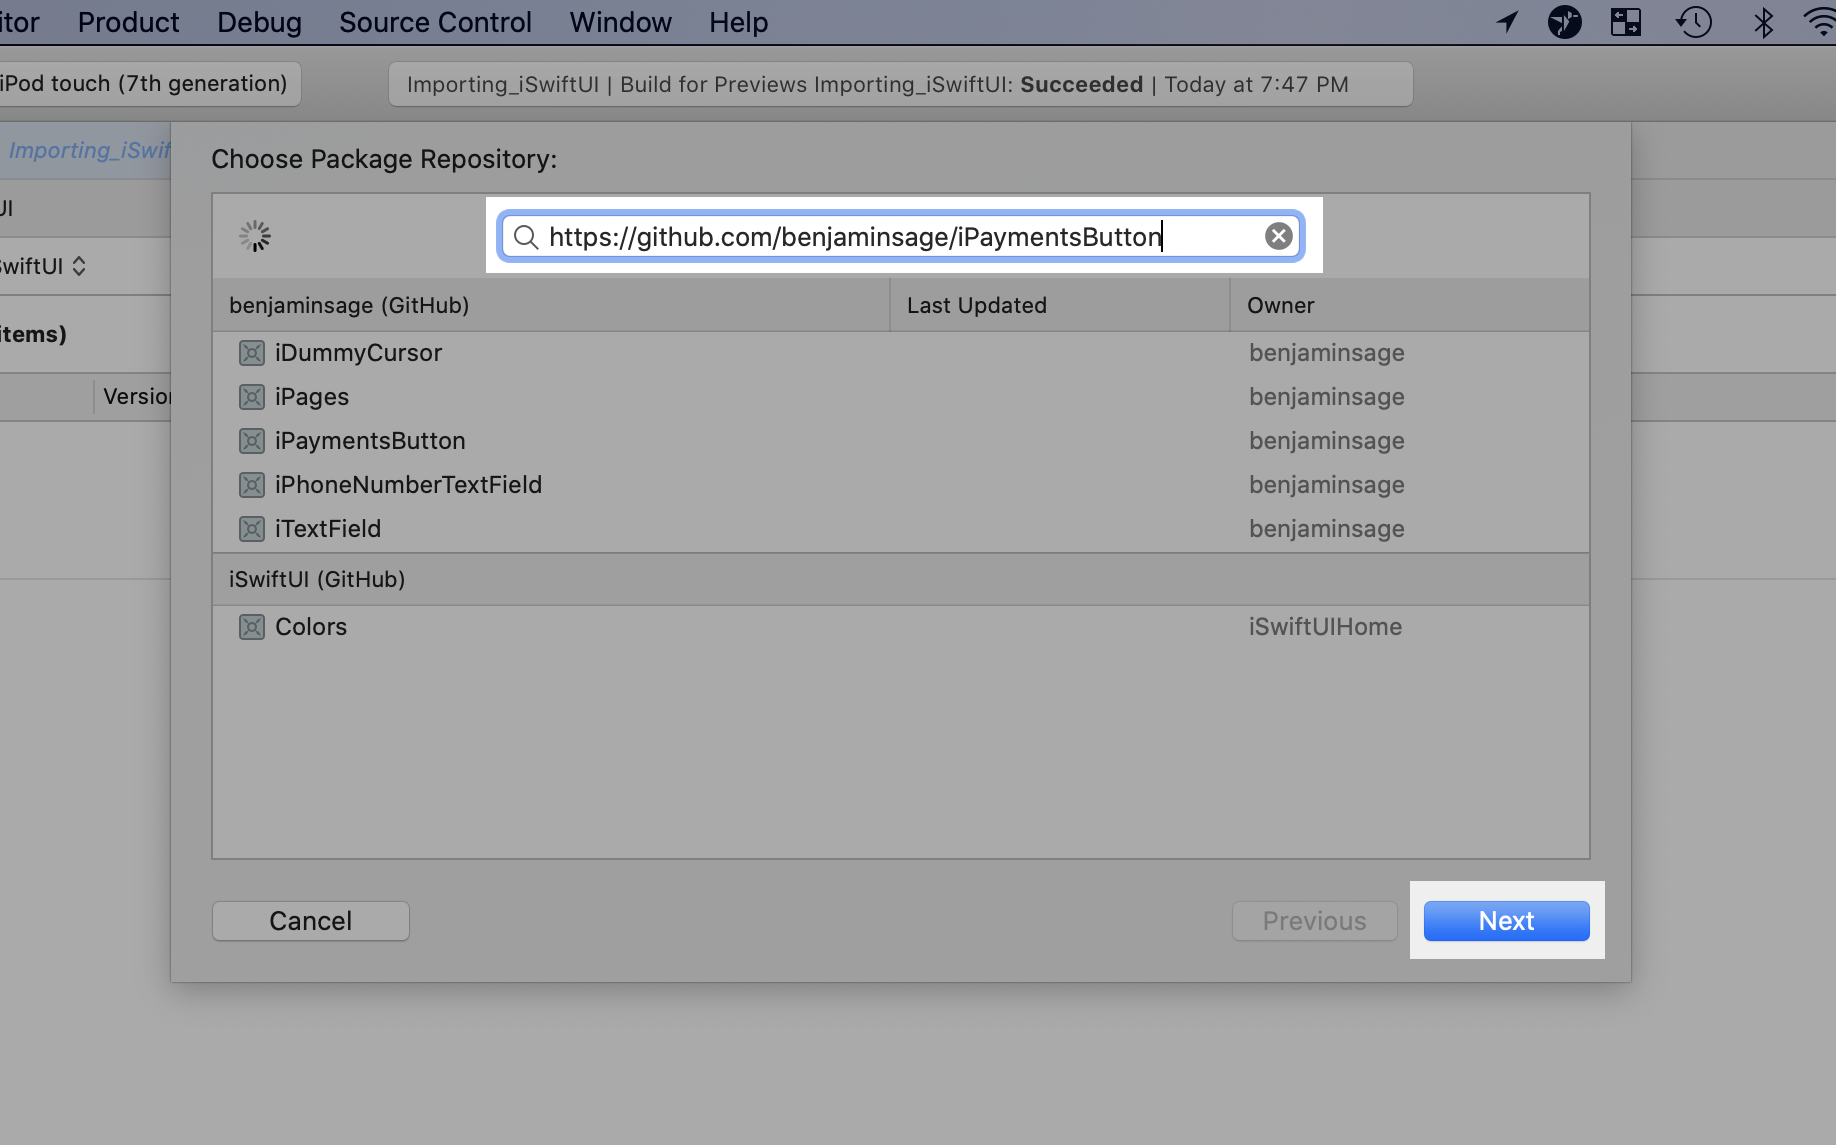 itor Product Debug Source Control Window Help
iPod touch (7th generation)
Importing_iSwiftUI | Build for Previews Importing_iSwiftUI: Succeeded | Today at 7:47 PM
Importing_iSwif
Choose Package Repository:
UI
https://github.com/benjaminsage/iPaymentsButton
SwiftUI
benjaminsage (GitHub) Last Updated Owner
items)
iDummyCursor benjaminsage
Version
iPages benjaminsage
iPaymentsButton benjaminsage
iPhoneNumberTextField benjaminsage
iTextField benjaminsage
iSwiftUI (GitHub)
Colors iSwiftUIHome
Cancel Previous Next